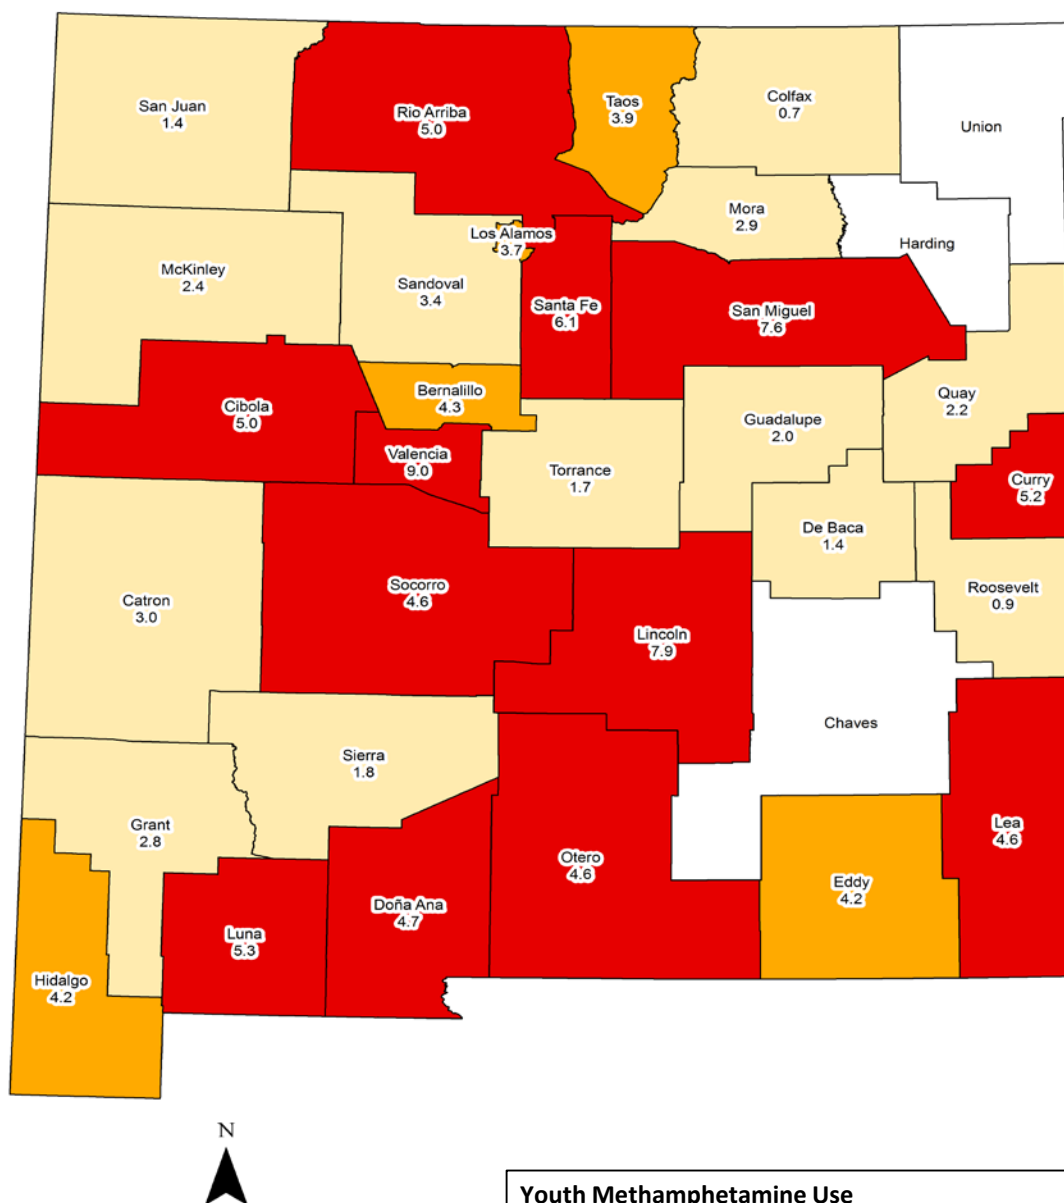 San Juan
1.4
Rio Arriba
5.0
Taos
3.9
Colfax
0.7
Union
Mora
2.9
Harding
Los Alamos
3.7
McKinley
2.4
Sandoval
3.4
Santa Fe
6.1
San Miguel
7.6
Bernalillo
4.3
Quay
2.2
Cibola
5.0
Guadalupe
2.0
Valencia
9.0
Torrance
1.7
Curry
5.2
De Baca
1.4
Socorro
4.6
Roosevelt
0.9
Catron
3.0
Lincoln
7.9
Chaves
Sierra
1.8
Grant
2.8
Lea
4.6
Otero
4.6
Eddy
4.2
Doña Ana
4.7
Luna
5.3
Hidalgo
4.2
N
Youth Methamphetamine Use